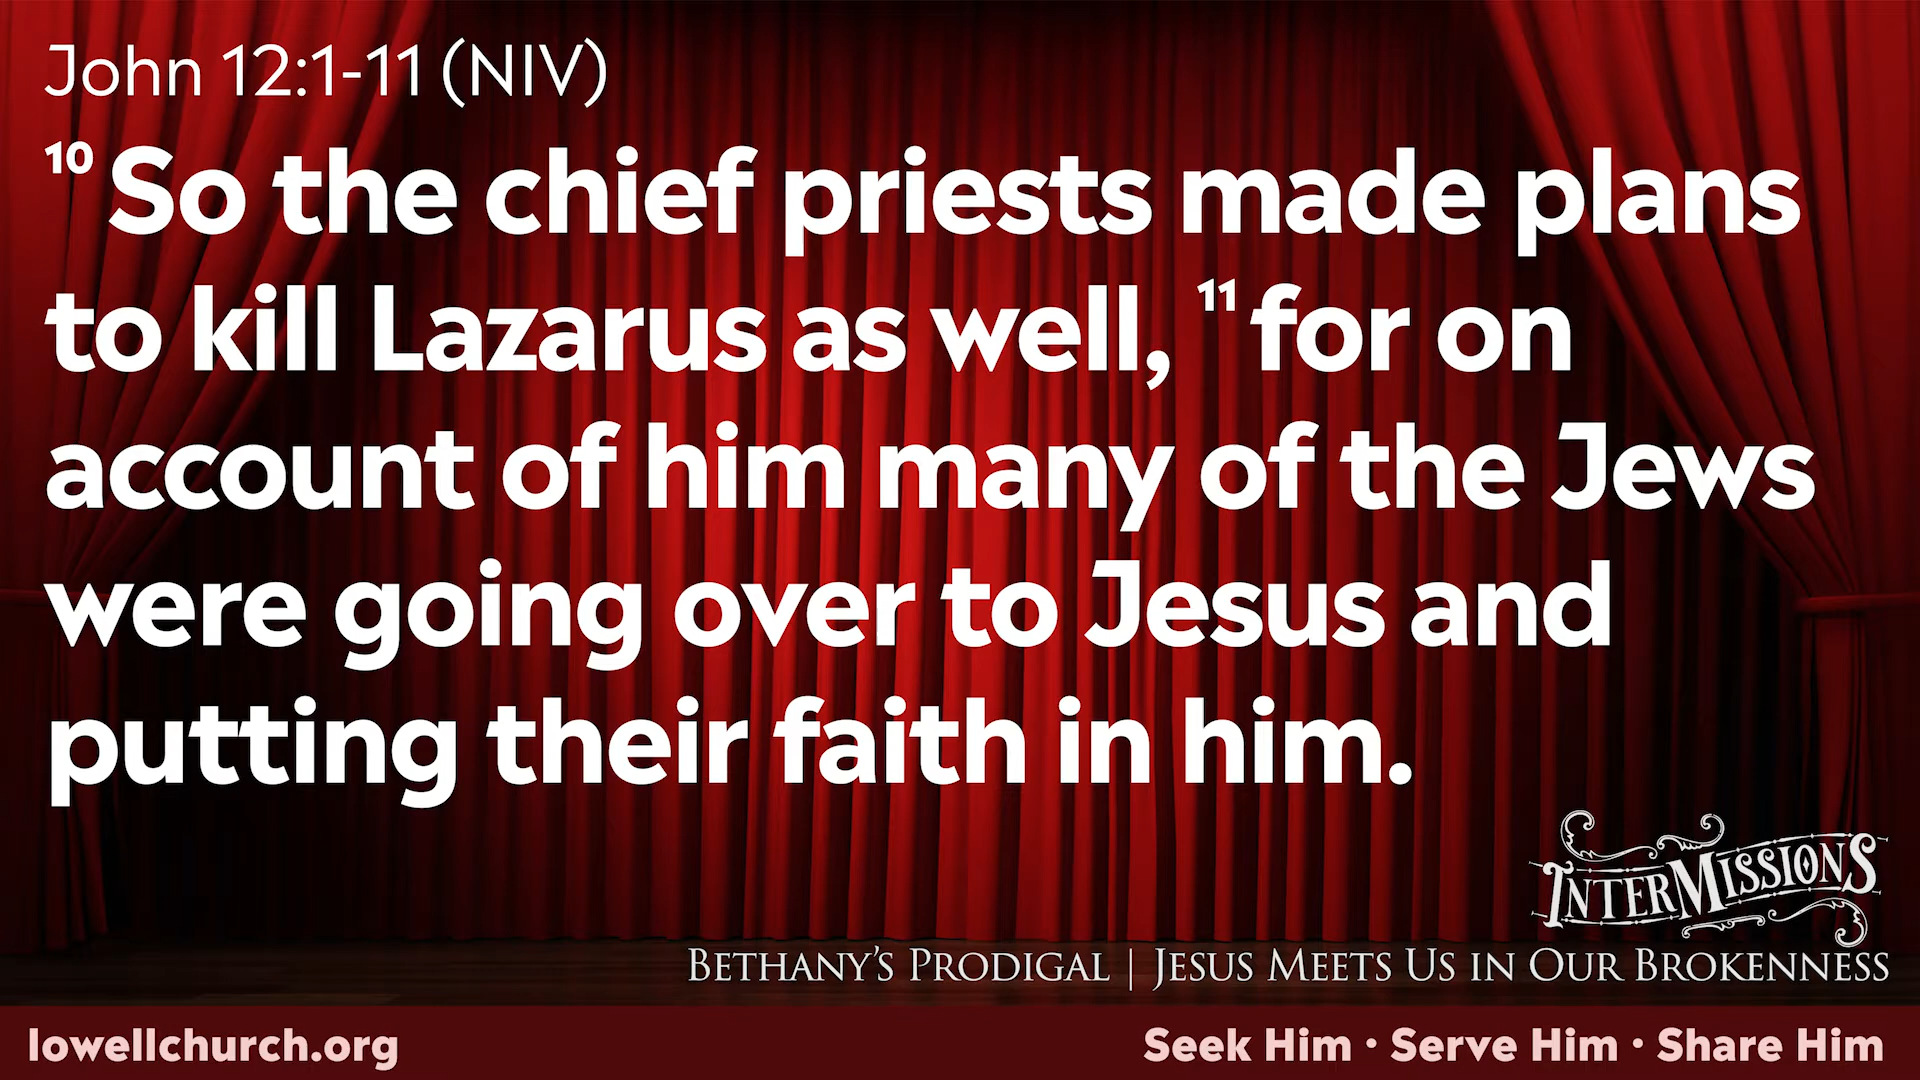 John 12:1-11 (NIV)
10 So the chief priests made plans
to kill Lazarus as well, 11 for on
account of him many of the Jews
were going over to Jesus and
putting their faith in him.
InterMissions
Bethany’s Prodigal | Jesus Meets Us in Our Brokenness
lowellchurch.org
Seek Him · Serve Him · Share Him